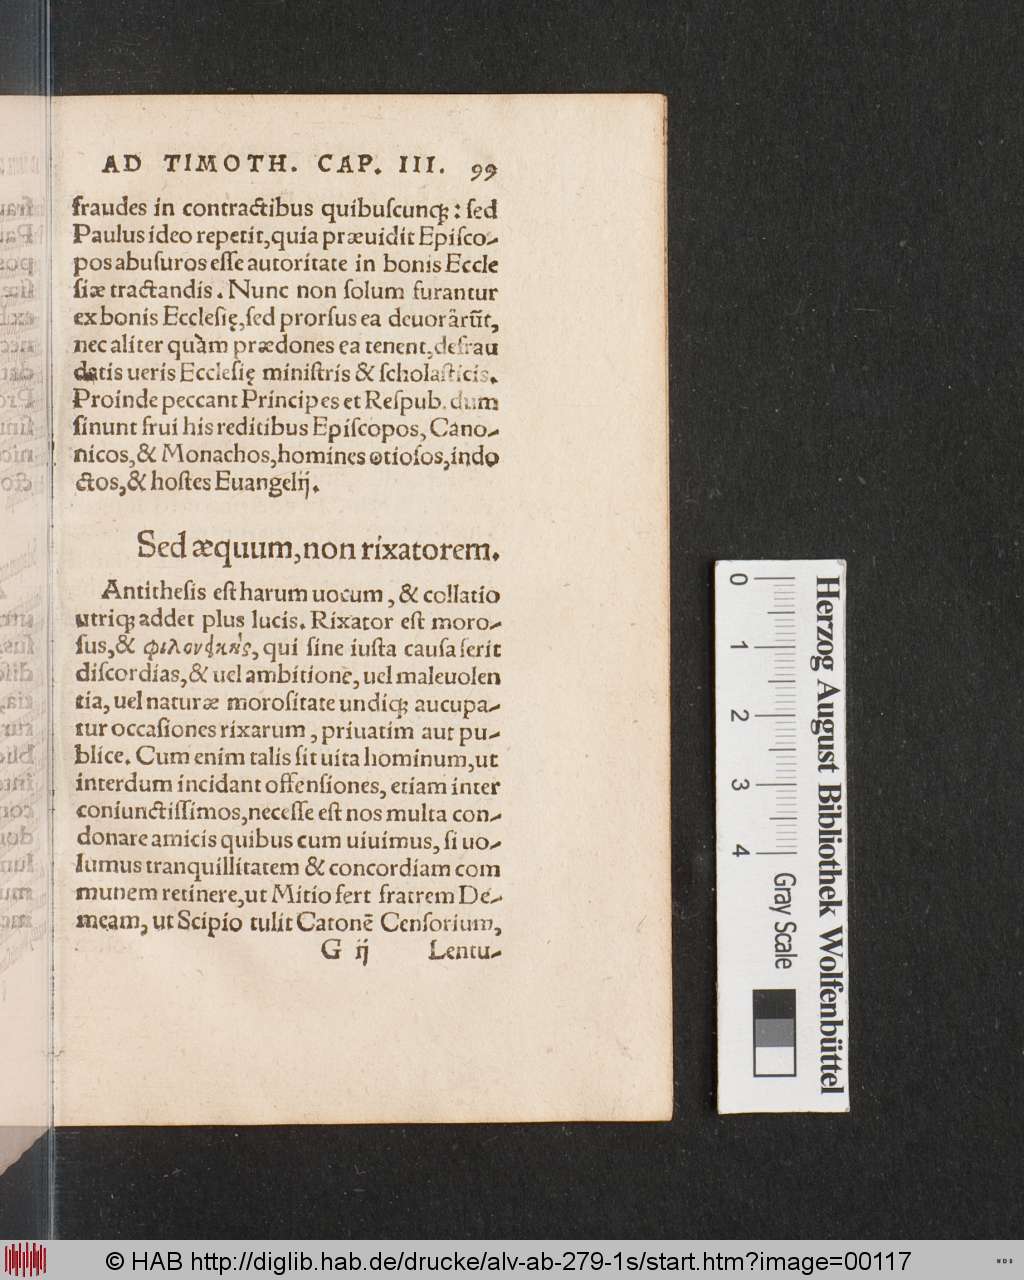 AD TIMOTH. CAP. III. 99
fraudes in contractibus quibuſcunq;: ſed
Paulus ideo repetit, quia præuidit Epiſco-
pos abuſuros eſſe autoritate in bonis Eccle
ſiæ tractandis. Nunc non ſolum furantur
ex bonis Eccleſię, ſed prorſus ea deuorārūt,
nec aliter quàm prædones ea tenent, defrau
datis ueris Eccleſię miniſtris & ſcholaſticis.
Proinde peccant Principes et Reſpub. dum
ſinunt frui his reditibus Epiſcopos, Cano-
nicos, & Monachos, homines otioſos, indo
ctos, & hoſtes Euangelij.
Sed æquum, non rixatorem.
Antitheſis eſt harum uocum, & collatio
utriq; addet plus lucis. Rixator eſt moro-
ſus, & qui ſine iuſta cauſa ſerit
diſcordias, & uel ambitione, uel maleuolen
tia, uel naturæ moroſitate undiq; aucupa-
tur occaſiones rixarum, priuatim aut pu-
blice. Cum enim talis ſit uita hominum, ut
interdum incidant offenſiones, etiam inter
coniunctiſſimos, neceſſe eſt nos multa con-
donare amicis quibus cum uiuimus, ſi uo-
lumus tranquillitatem & concordiam com
munem retinere, ut Mitio fert fratrem De-
meam, ut Scipio tulit Catonē Cenſorium,
G ij Lentu-
Herzog August Bibliothek Wolfenbüttel
0 1 2 3 4 Gray Scale
© HAB http://diglib.hab.de/drucke/alv-ab-279-1s/start.htm?image=00117